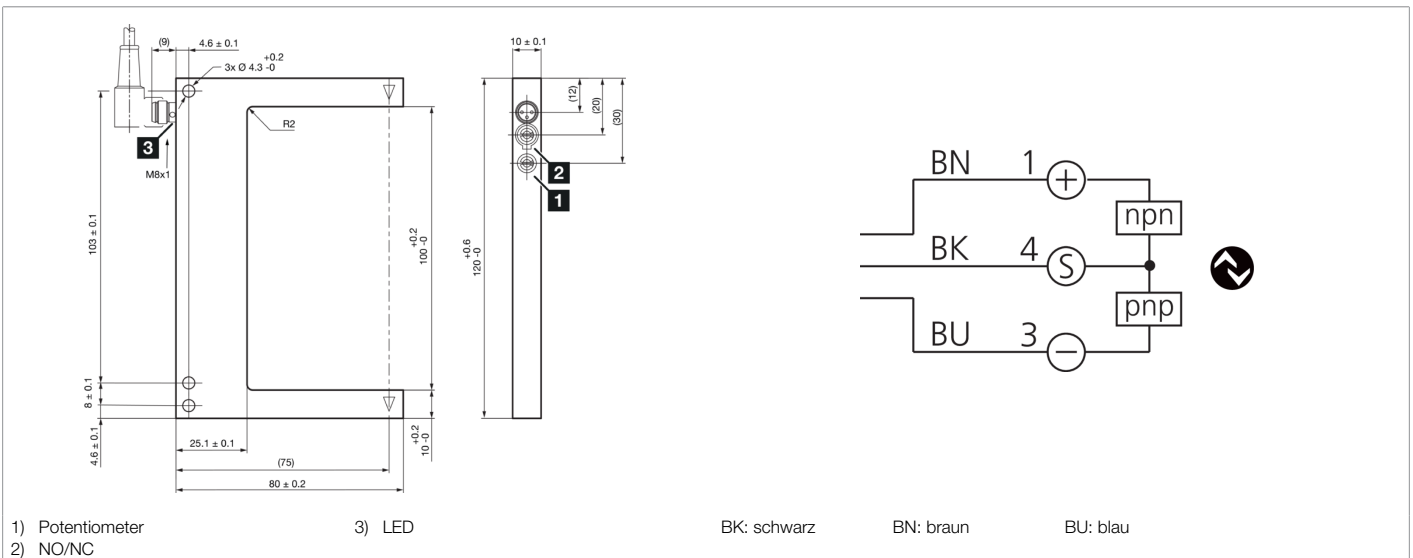 (9)
4.6 ± 0.1
+0.2
3x Ø 4.3 -0
R2
3
M8x1
103 ± 0.1
8 ± 0.1
4.6 ± 0.1
25.1 ± 0.1
(75)
80 ± 0.2
+0.2
100 -0
+0.2
10 -0
10 ± 0.1
(12)
(20)
(30)
2
1
+0.6
120 -0
BN 1 +
npn
BK 4 S
pnp
BU 3 −
1) Potentiometer 3) LED BK: schwarz BN: braun BU: blau
2) NO/NC